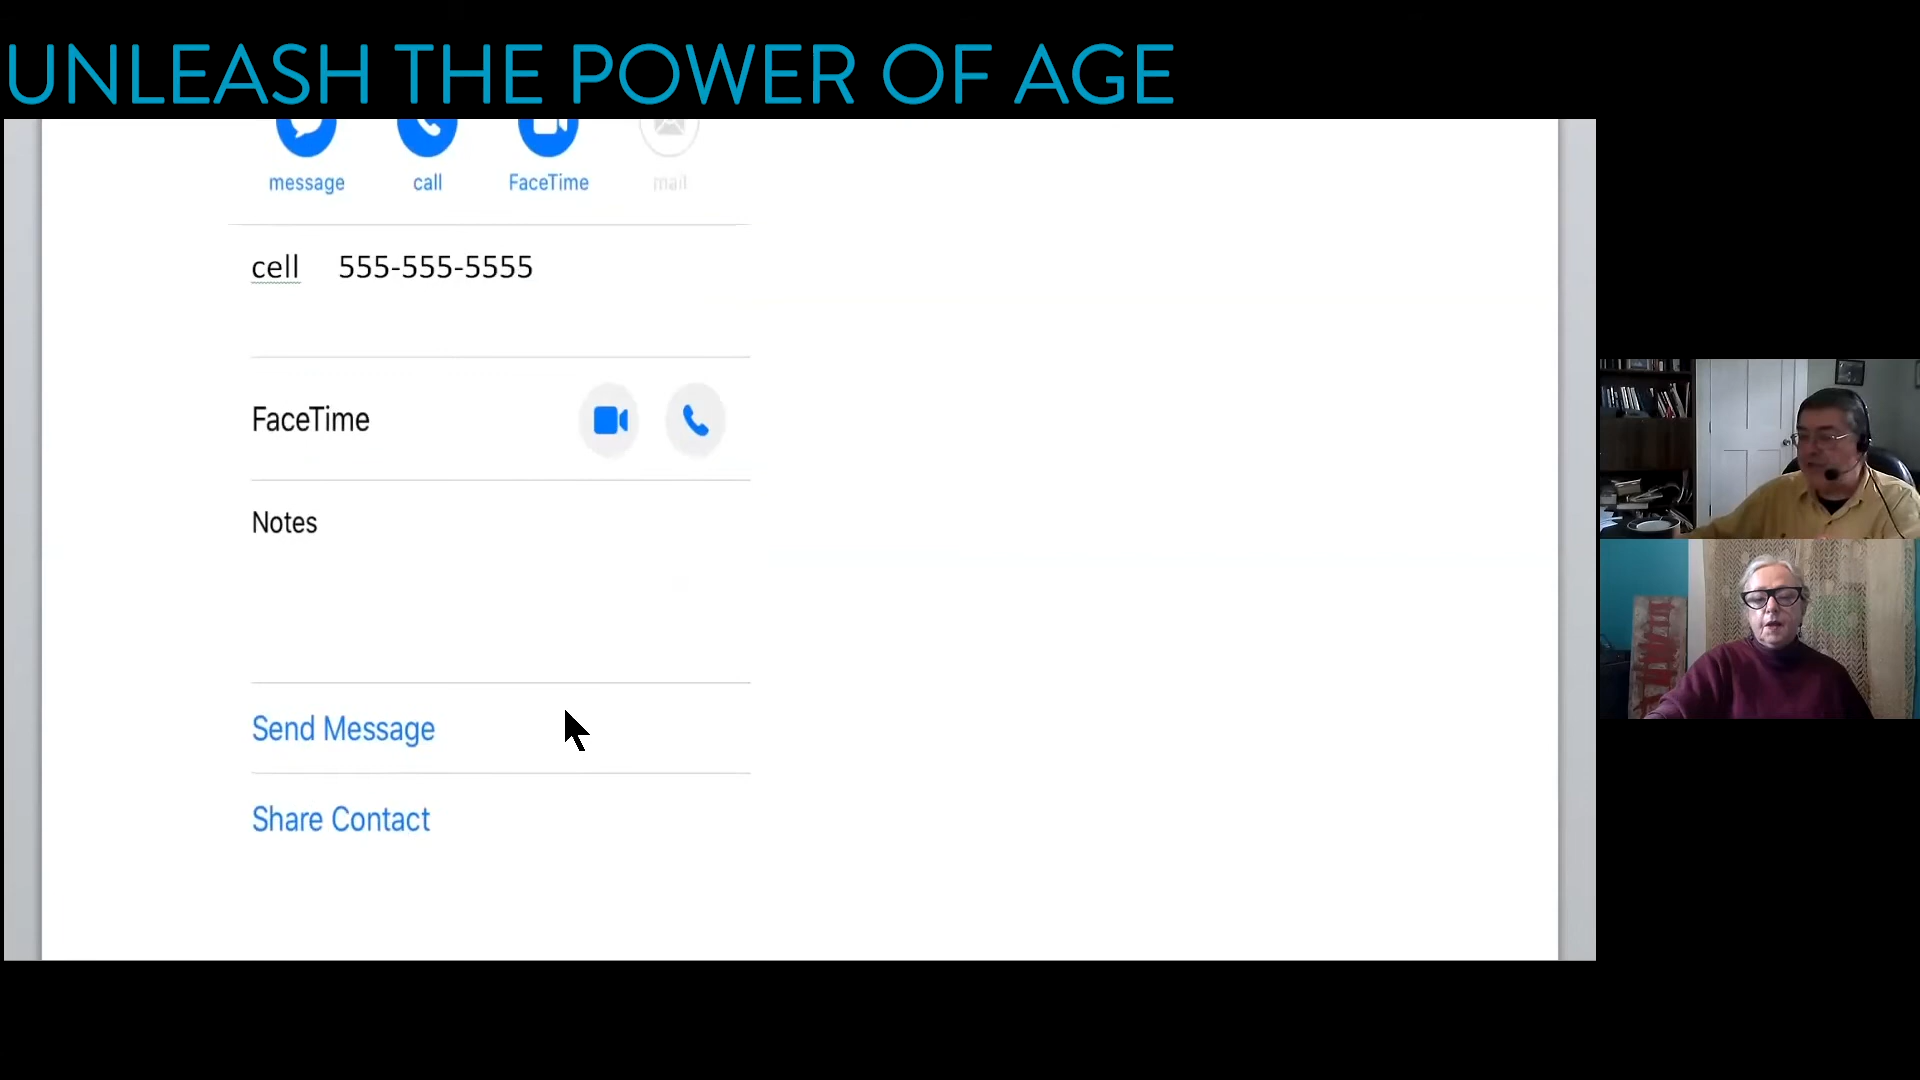 UNLEASH THE POWER OF AGE
message call FaceTime mail
cell 555-555-5555
FaceTime
Notes
Send Message
Share Contact